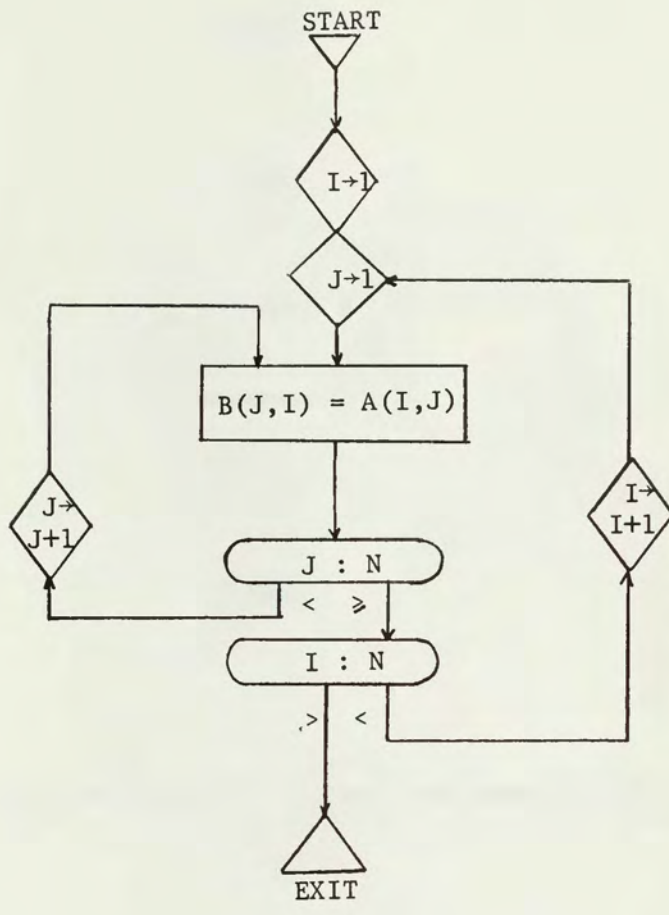 START
I→1
J→1
B(J,I) = A(I,J)
J→
J+1
I→
I+1
J : N
< ≥
I : N
> <
EXIT